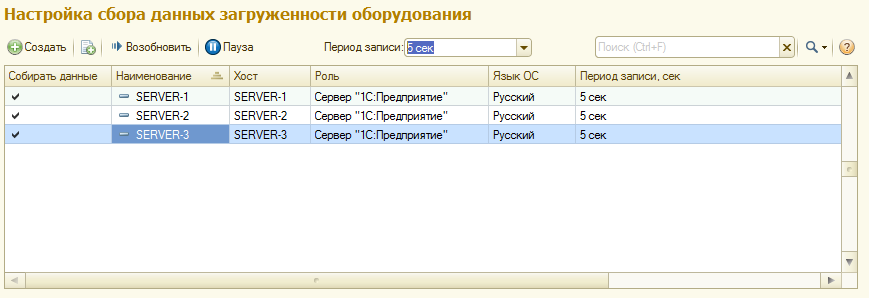 Настройка сбора данных загруженности оборудования
Создать Возобновить Пауза Период записи: 5 сек Поиск (Ctrl+F)
Собирать данные Наименование Хост Роль Язык ОС Период записи, сек
SERVER-1 SERVER-1 Сервер "1С:Предприятие" Русский 5 сек
SERVER-2 SERVER-2 Сервер "1С:Предприятие" Русский 5 сек
SERVER-3 SERVER-3 Сервер "1С:Предприятие" Русский 5 сек